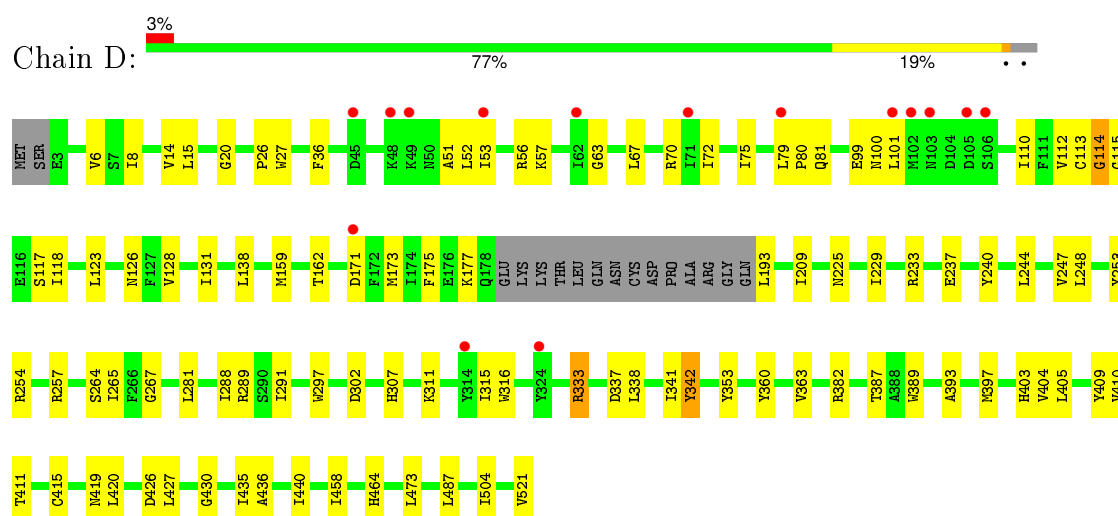 3%
Chain D:
77%
19%
MET SER E3 V6 S7 I8 V14 L15 G20 P26 W27 F36 D45 K48 K49 N50 A51 L52 I53 R56 K57 I62 G63 L67 R70 I71 I72 I75 L79 P80 Q81 E99 N100 L101 M102 N103 D104 D105 S106 I110 F111 V112 C113 G114
E116 S117 I118 L123 N126 F127 V128 I131 L138 M159 T162 D171 F172 M173 I174 F175 E176 K177 Q178 GLU LYS LYS THR LEU GLN ASN CYS ASP PRO ALA ARG GLY GLN L193 I209 N225 I229 R233 E237 Y240 L244 V247 L248
R254 R257 S264 I265 F266 G267 L281 I288 R289 S290 I291 W297 D302 H307 K311 Y314 I315 W316 Y324 R333 D337 L338 I341 Y342 Y353 Y360 V363 R382 T387 A388 W389 A393 M397 H403 V404 L405 Y409
T411 C415 N419 L420 D426 L427 G430 I435 A436 I440 I458 H464 L473 L487 I504 V521